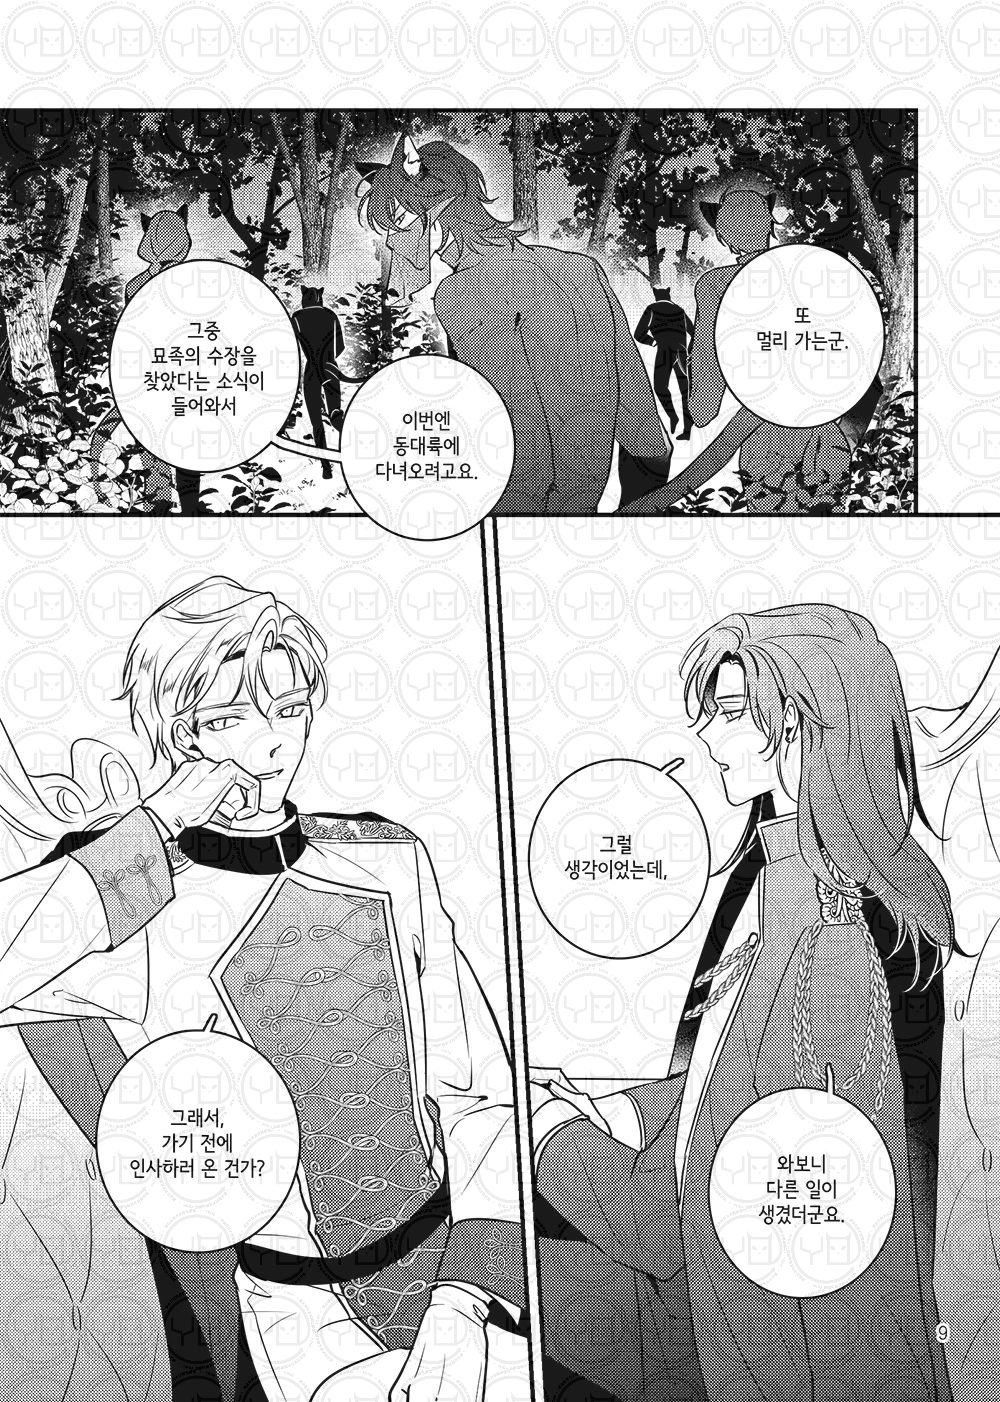 그중
묘족의 수장을
찾았다는 소식이
들어와서
이번엔
동대륙에
다녀오려고요.
또
멀리 가는군.
그래서,
가기 전에
인사하러 온 건가?
그럴
생각이었는데,
와보니
다른 일이
생겼더군요.
9